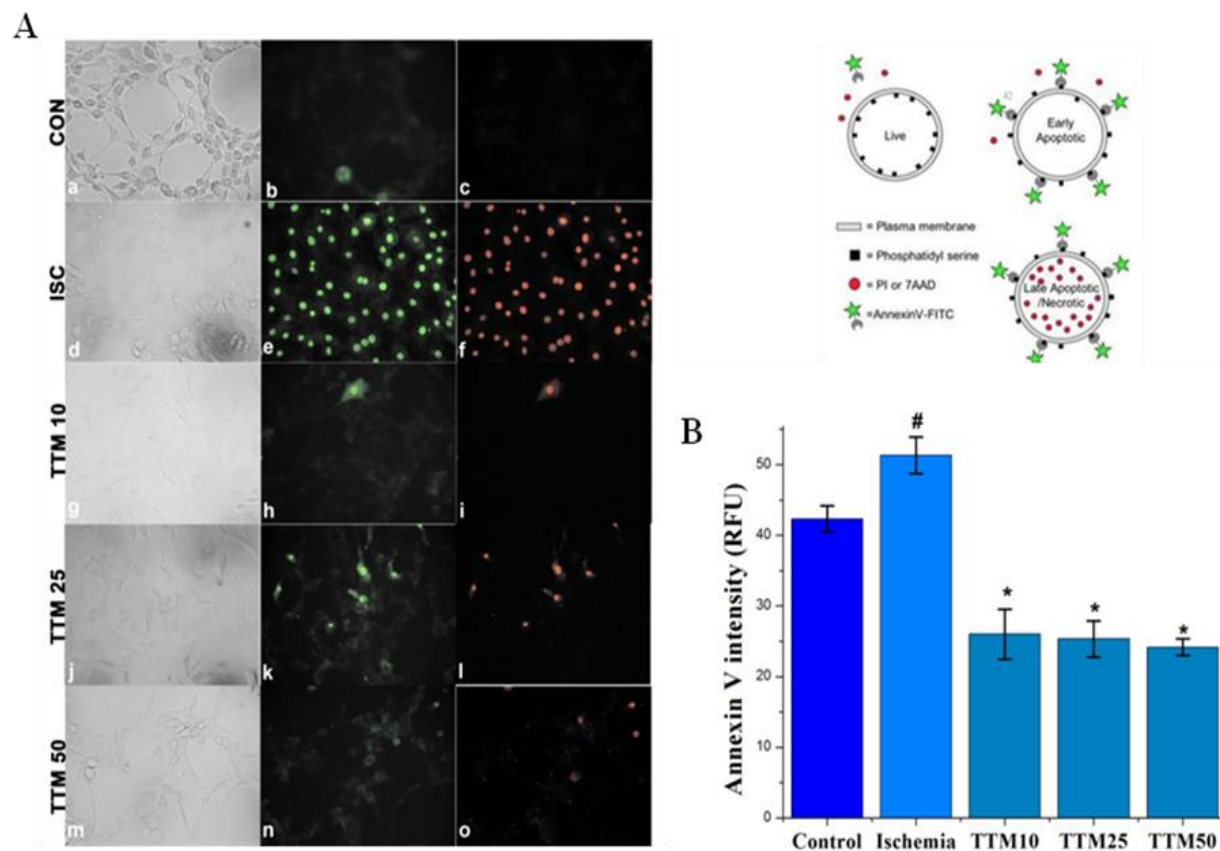 A
CON
a
b
c
ISC
d
e
f
TTM 10
g
h
i
TTM 25
j
k
l
TTM 50
m
n
o
Live
Early
Apoptotic
= Plasma membrane
= Phosphatidyl serine
= PI or 7AAD
=AnnexinV-FITC
Late Apoptotic
/Necrotic
B
Annexin V intensity (RFU)
50
40
30
20
10
0
#
*
*
*
Control Ischemia TTM10 TTM25 TTM50